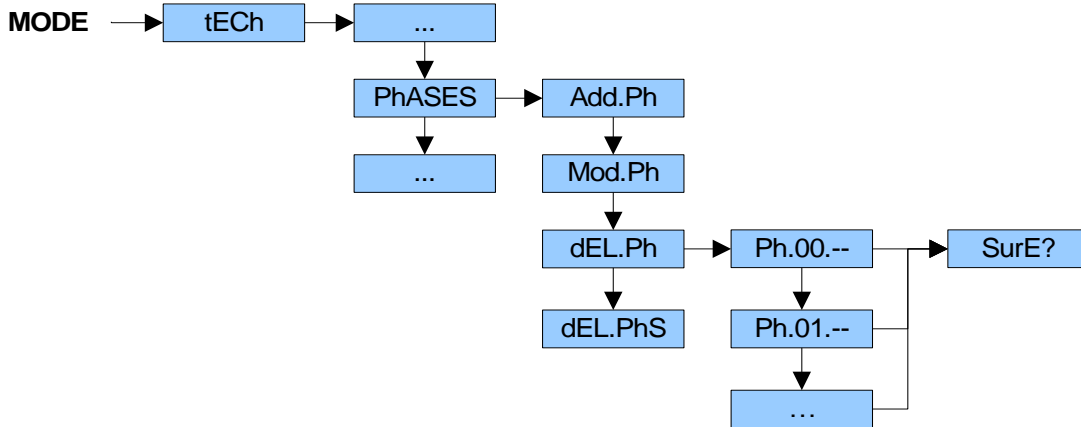 MODE
tECh
...
PhASES
Add.Ph
...
Mod.Ph
dEL.Ph
Ph.00.--
SurE?
dEL.PhS
Ph.01.--
...